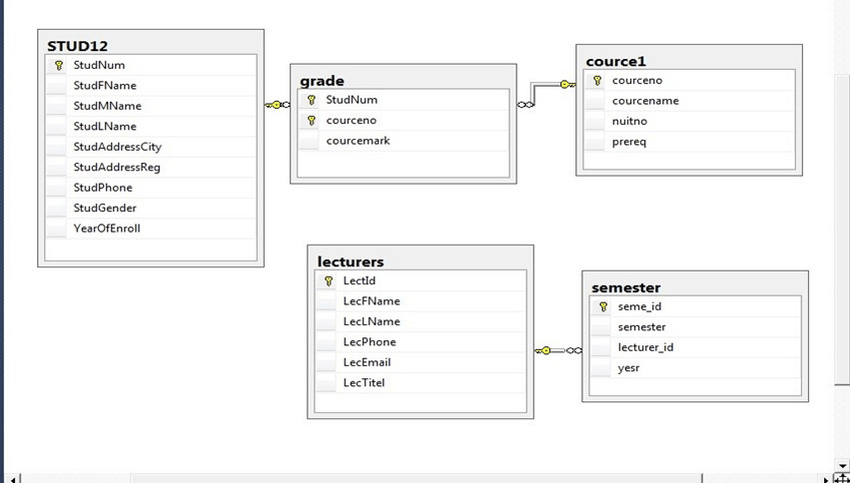 STUD12
StudNum
StudFName
StudMName
StudLName
StudAddressCity
StudAddressReg
StudPhone
StudGender
YearOfEnroll
grade
StudNum
courceno
courcemark
cource1
courceno
courcename
nuitno
prereq
lecturers
LectId
LecFName
LecLName
LecPhone
LecEmail
LecTitel
semester
seme_id
semester
lecturer_id
yesr